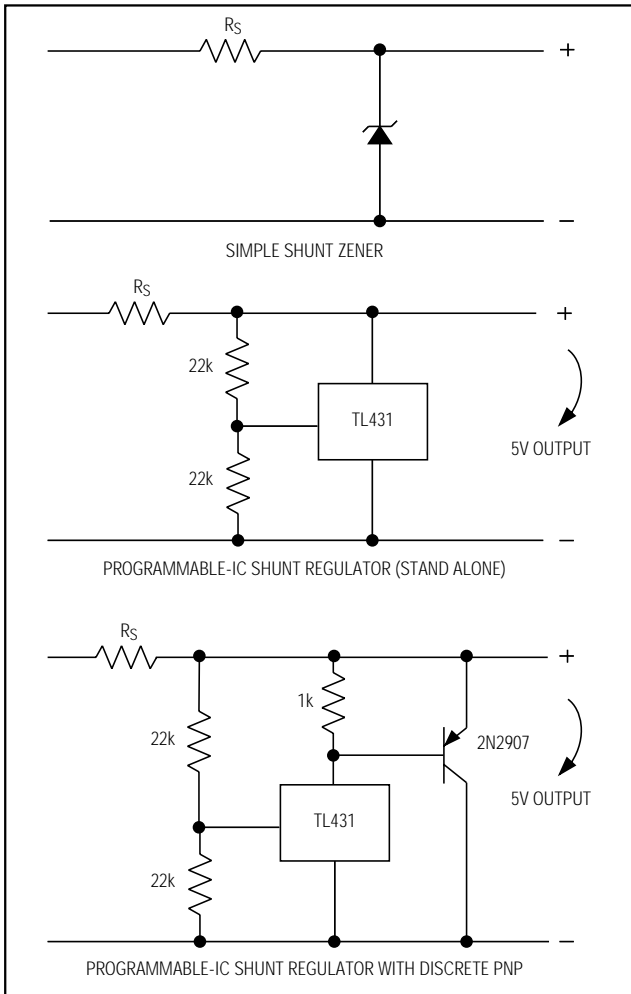 RS
+
−
SIMPLE SHUNT ZENER
RS
+
22k
TL431
5V OUTPUT
22k
−
PROGRAMMABLE-IC SHUNT REGULATOR (STAND ALONE)
RS
+
1k
22k
2N2907
5V OUTPUT
TL431
22k
−
PROGRAMMABLE-IC SHUNT REGULATOR WITH DISCRETE PNP